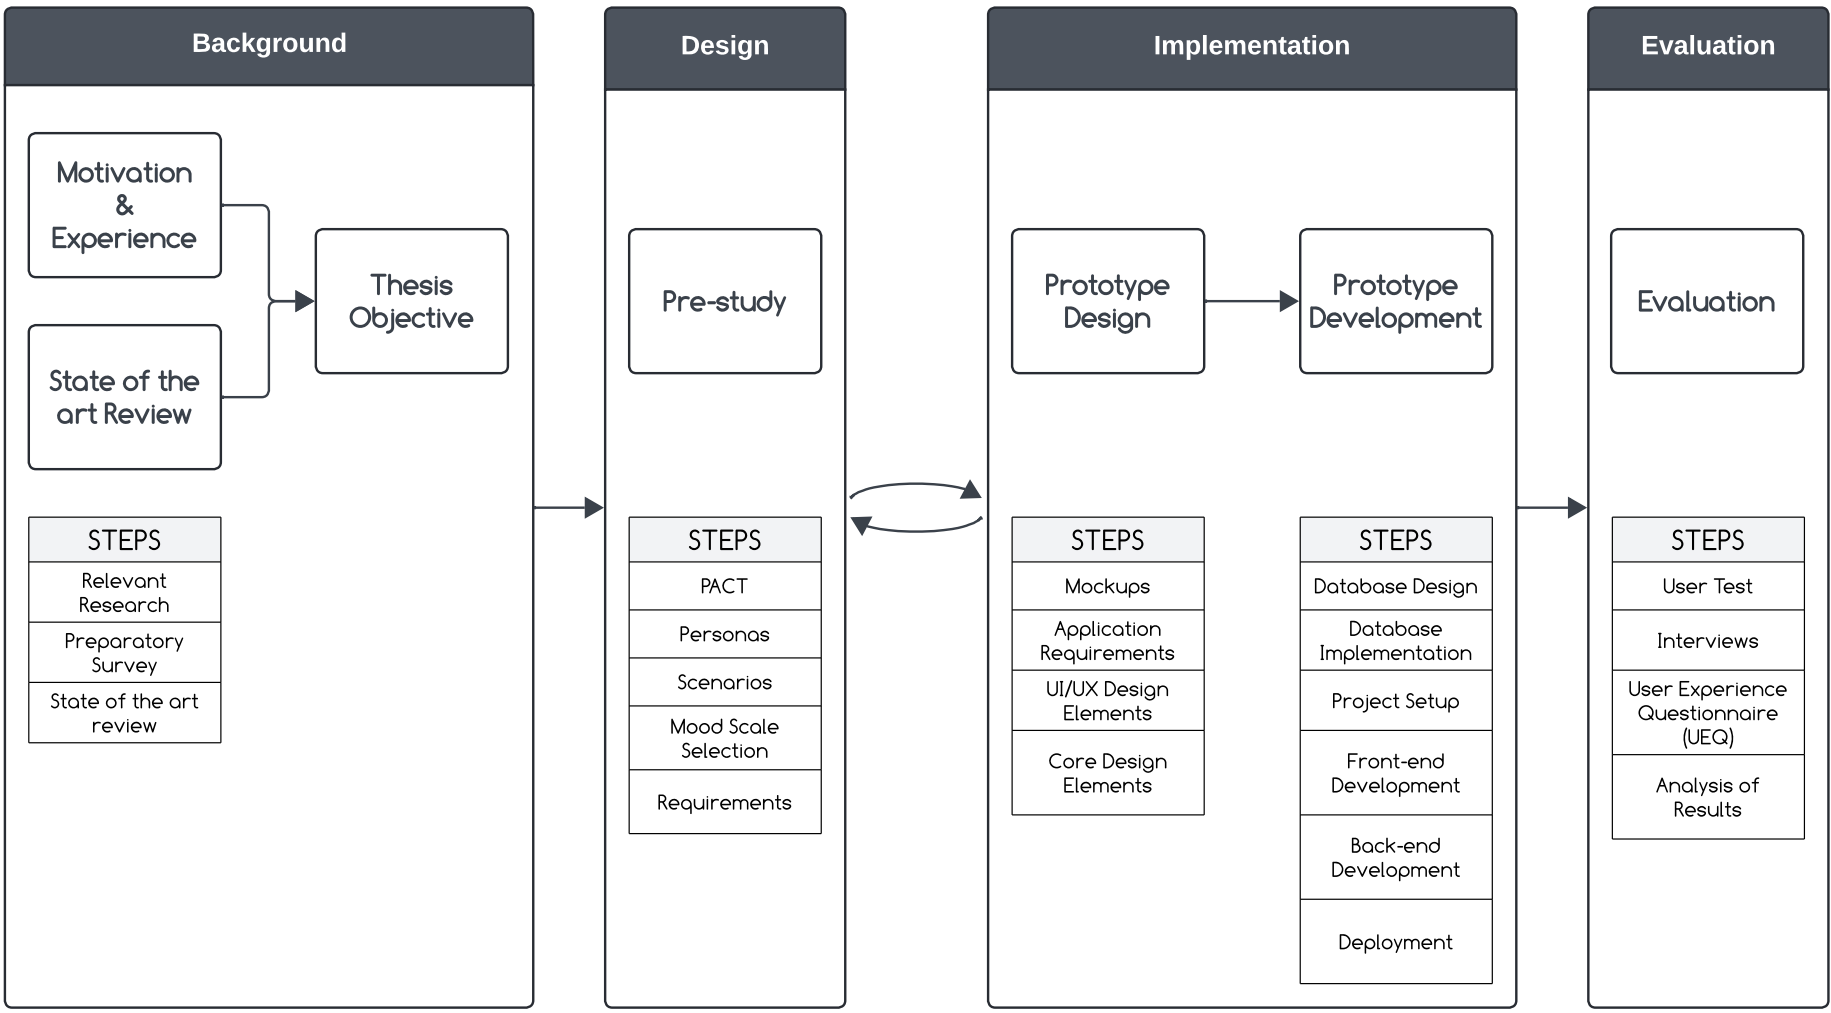 Background
Motivation
&
Experience
State of the
art Review
Thesis
Objective
STEPS
Relevant
Research
Preparatory
Survey
State of the art
review
Design
Pre-study
STEPS
PACT
Personas
Scenarios
Mood Scale
Selection
Requirements
Implementation
Prototype
Design
Prototype
Development
STEPS
Mockups
Application
Requirements
UI/UX Design
Elements
Core Design
Elements
STEPS
Database Design
Database
Implementation
Project Setup
Front-end
Development
Back-end
Development
Deployment
Evaluation
Evaluation
STEPS
User Test
Interviews
User Experience
Questionnaire
(UEQ)
Analysis of
Results